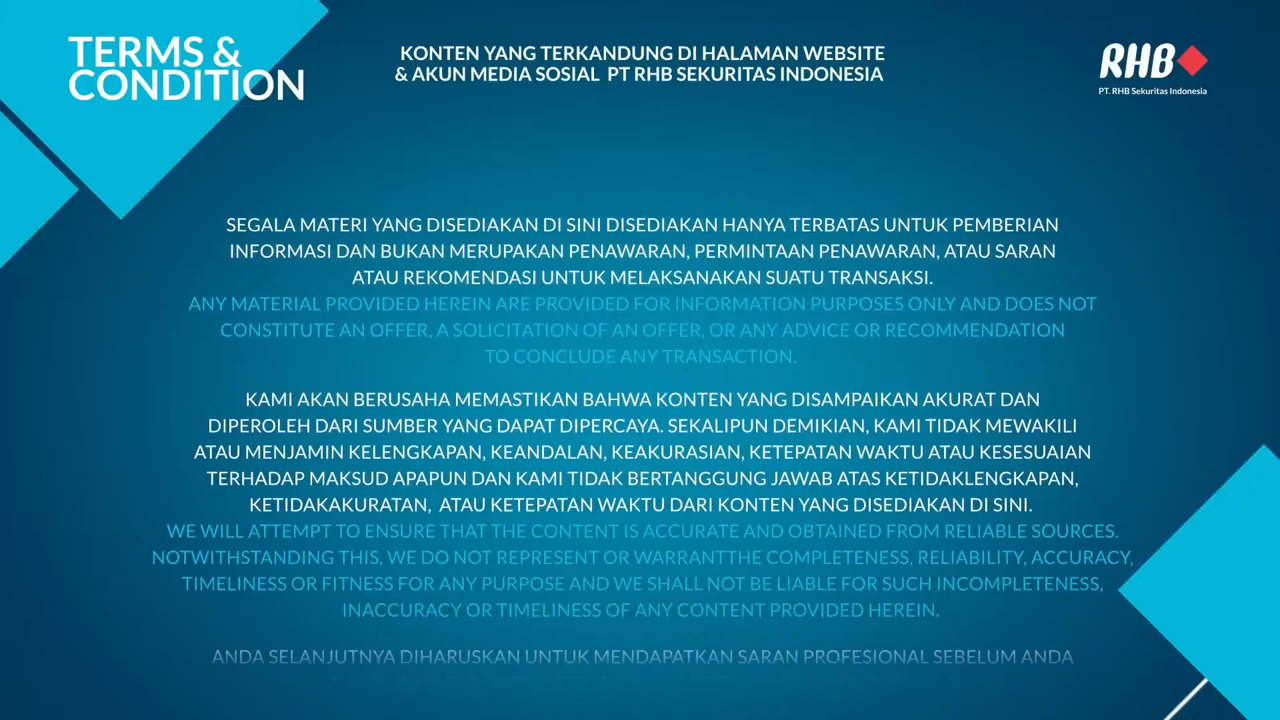 TERMS &
CONDITION
KONTEN YANG TERKANDUNG DI HALAMAN WEBSITE
& AKUN MEDIA SOSIAL PT RHB SEKURITAS INDONESIA
RHB
PT. RHB Sekuritas Indonesia
SEGALA MATERI YANG DISEDIAKAN DI SINI DISEDIAKAN HANYA TERBATAS UNTUK PEMBERIAN
INFORMASI DAN BUKAN MERUPAKAN PENAWARAN, PERMINTAAN PENAWARAN, ATAU SARAN
ATAU REKOMENDASI UNTUK MELAKSANAKAN SUATU TRANSAKSI.
ANY MATERIAL PROVIDED HEREIN ARE PROVIDED FOR INFORMATION PURPOSES ONLY AND DOES NOT
CONSTITUTE AN OFFER, A SOLICITATION OF AN OFFER, OR ANY ADVICE OR RECOMMENDATION
TO CONCLUDE ANY TRANSACTION.
KAMI AKAN BERUSAHA MEMASTIKAN BAHWA KONTEN YANG DISAMPAIKAN AKURAT DAN
DIPEROLEH DARI SUMBER YANG DAPAT DIPERCAYA. SEKALIPUN DEMIKIAN, KAMI TIDAK MEWAKILI
ATAU MENJAMIN KELENGKAPAN, KEANDALAN, KEAKURASIAN, KETEPATAN WAKTU ATAU KESESUAIAN
TERHADAP MAKSUD APAPUN DAN KAMI TIDAK BERTANGGUNG JAWAB ATAS KETIDAKLENGKAPAN,
KETIDAKAKURATAN, ATAU KETEPATAN WAKTU DARI KONTEN YANG DISEDIAKAN DI SINI.
WE WILL ATTEMPT TO ENSURE THAT THE CONTENT IS ACCURATE AND OBTAINED FROM RELIABLE SOURCES.
NOTWITHSTANDING THIS, WE DO NOT REPRESENT OR WARRANTTHE COMPLETENESS, RELIABILITY, ACCURACY,
TIMELINESS OR FITNESS FOR ANY PURPOSE AND WE SHALL NOT BE LIABLE FOR SUCH INCOMPLETENESS,
INACCURACY OR TIMELINESS OF ANY CONTENT PROVIDED HEREIN.
ANDA SELANJUTNYA DIHARUSKAN UNTUK MENDAPATKAN SARAN PROFESIONAL SEBELUM ANDA